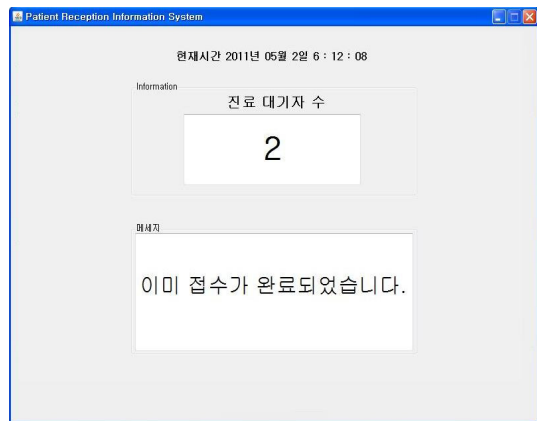 Patient Reception Information System
현재시간 2011년 05월 2일 6 : 12 : 08
Information
진료 대기자 수
2
메세지
이미 접수가 완료되었습니다.